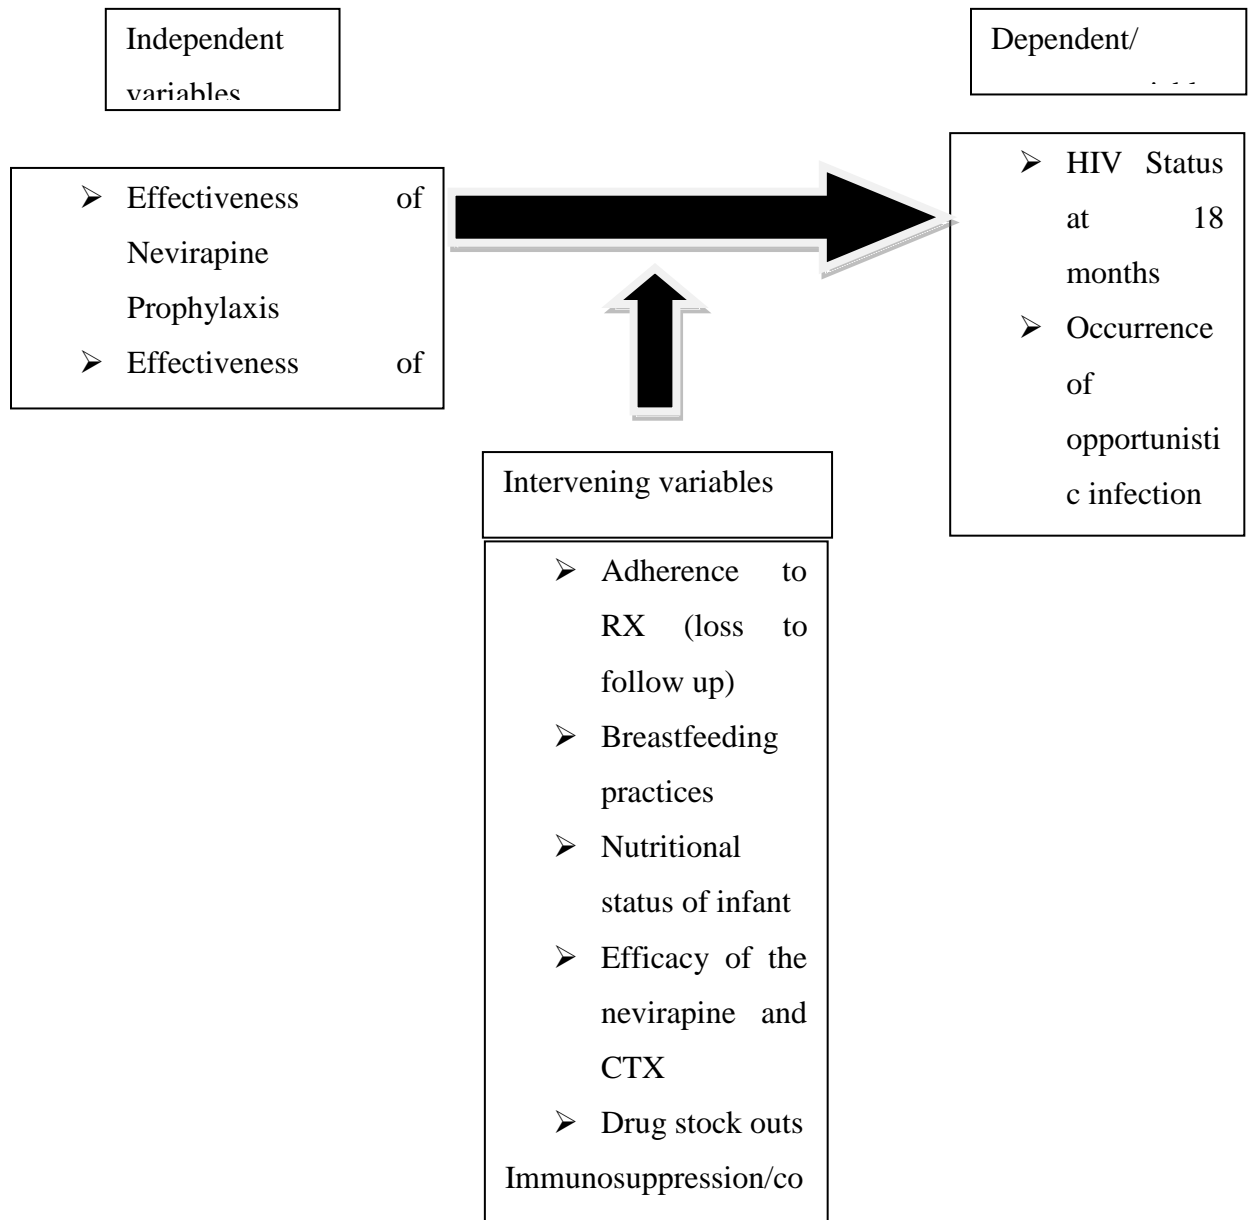 Independent
variables
Dependent/
➢ Effectiveness of
Nevirapine
Prophylaxis
➢ Effectiveness of
➢ HIV Status
at 18
months
➢ Occurrence
of
opportunisti
c infection
Intervening variables
➢ Adherence to
RX (loss to
follow up)
➢ Breastfeeding
practices
➢ Nutritional
status of infant
➢ Efficacy of the
nevirapine and
CTX
➢ Drug stock outs
Immunosuppression/co